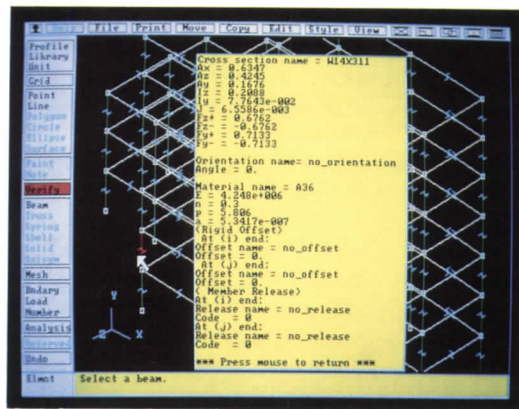 File Print Move Copy Edit Style View
Profile
Library
Unit
Grid
Point
Line
Polygon
Circle
Ellipse
Surface
Paint
Note
Verify
Beam
Truss
Spring
Shell
Solid
Axisym
Mesh
Bndary
Load
Number
Analysis
Reserved
Undo
Elmnt
Cross section name = W14X311
Ax = 0.6347
Az = 0.4245
Ay = 0.1676
Iz = 0.2088
Iy = 7.7643e-002
J = 6.5586e-003
Fz+ = 0.6762
Fz- = -0.6762
Fy+ = 0.7133
Fy- = -0.7133
Orientation name= no_orientation
Angle = 0.
Material name = A36
E = 4.248e+006
n = 0.3
p = 5.806
a = 5.3417e-007
(Rigid Offset)
At (i) end:
Offset name = no_offset
Offset = 0.
At (j) end:
Offset name = no_offset
Offset = 0.
( Member Release)
At (i) end:
Release name = no_release
Code = 0
At (j) end:
Release name = no_release
Code = 0
*** Press mouse to return ***
Y
Z X
Select a beam.